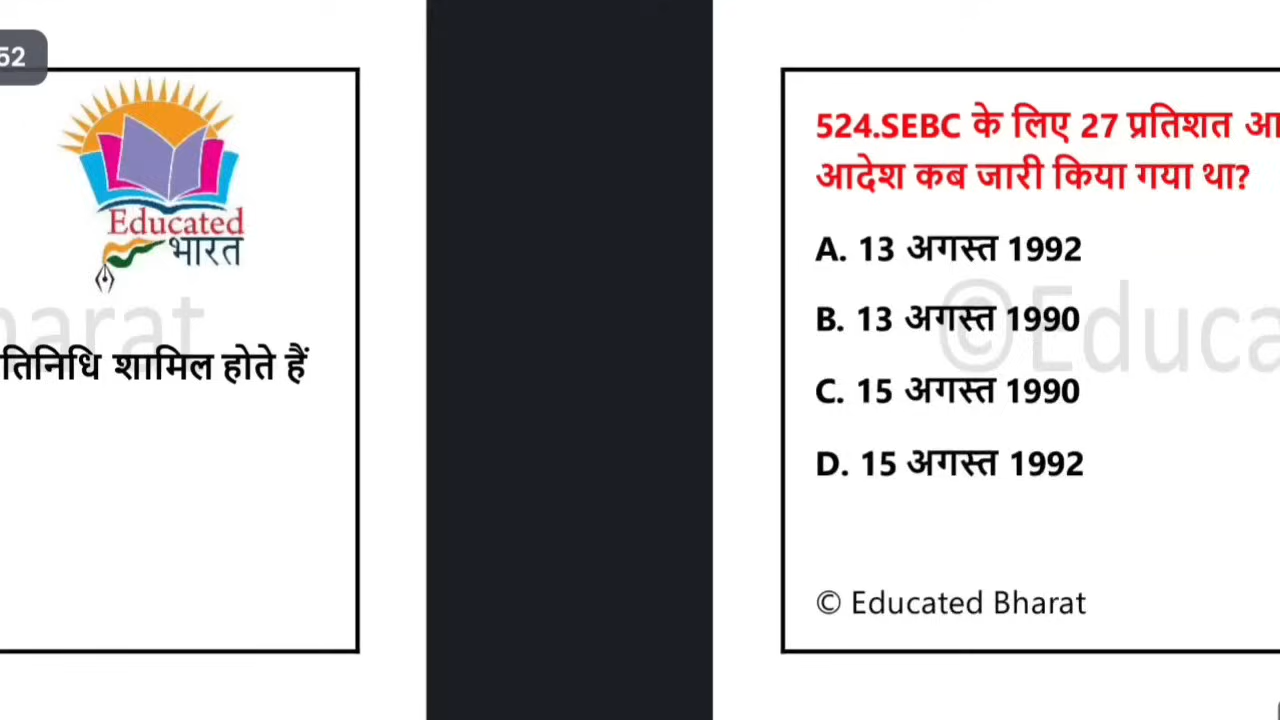 52
Educated
भारत
तिनिधि शामिल होते हैं
524.SEBC के लिए 27 प्रतिशत
आदेश कब जारी किया गया था?
A. 13 अगस्त 1992
B. 13 अगस्त 1990
C. 15 अगस्त 1990
D. 15 अगस्त 1992
© Educated Bharat